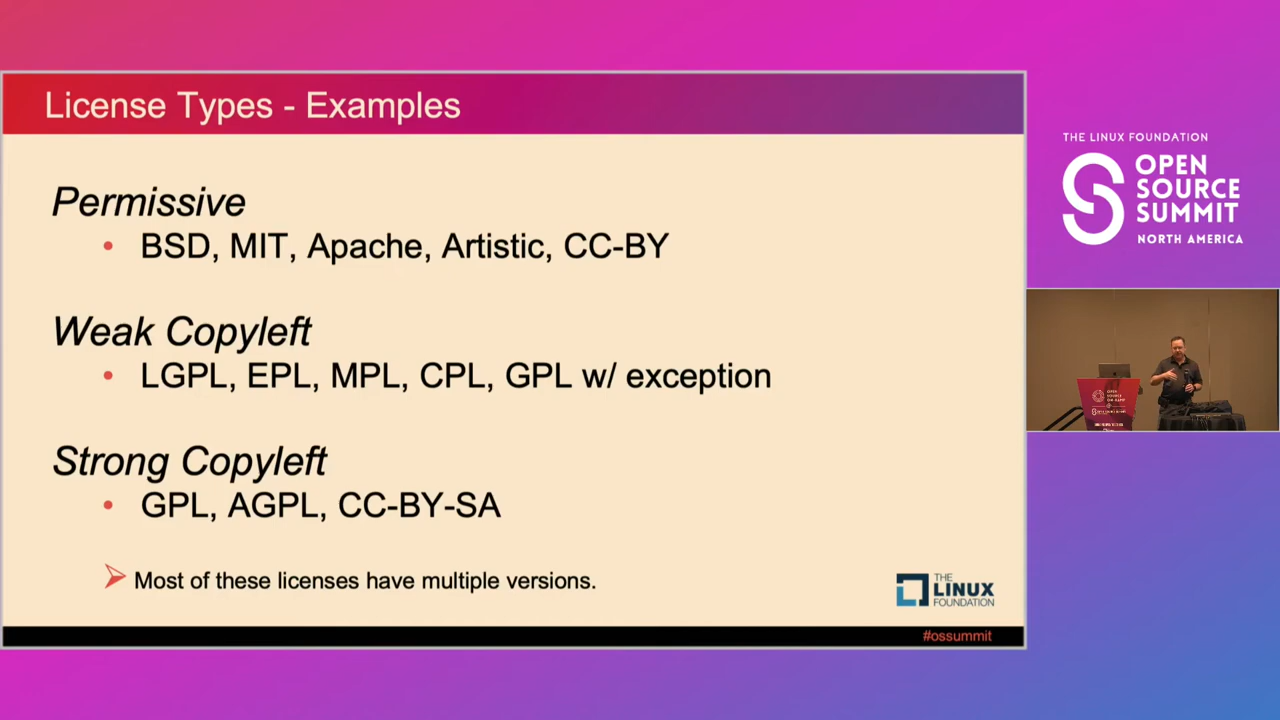 License Types - Examples
Permissive
• BSD, MIT, Apache, Artistic, CC-BY
Weak Copyleft
• LGPL, EPL, MPL, CPL, GPL w/ exception
Strong Copyleft
• GPL, AGPL, CC-BY-SA
➢ Most of these licenses have multiple versions.
THE
LINUX
FOUNDATION
#ossummit
THE LINUX FOUNDATION
OPEN
SOURCE
SUMMIT
NORTH AMERICA